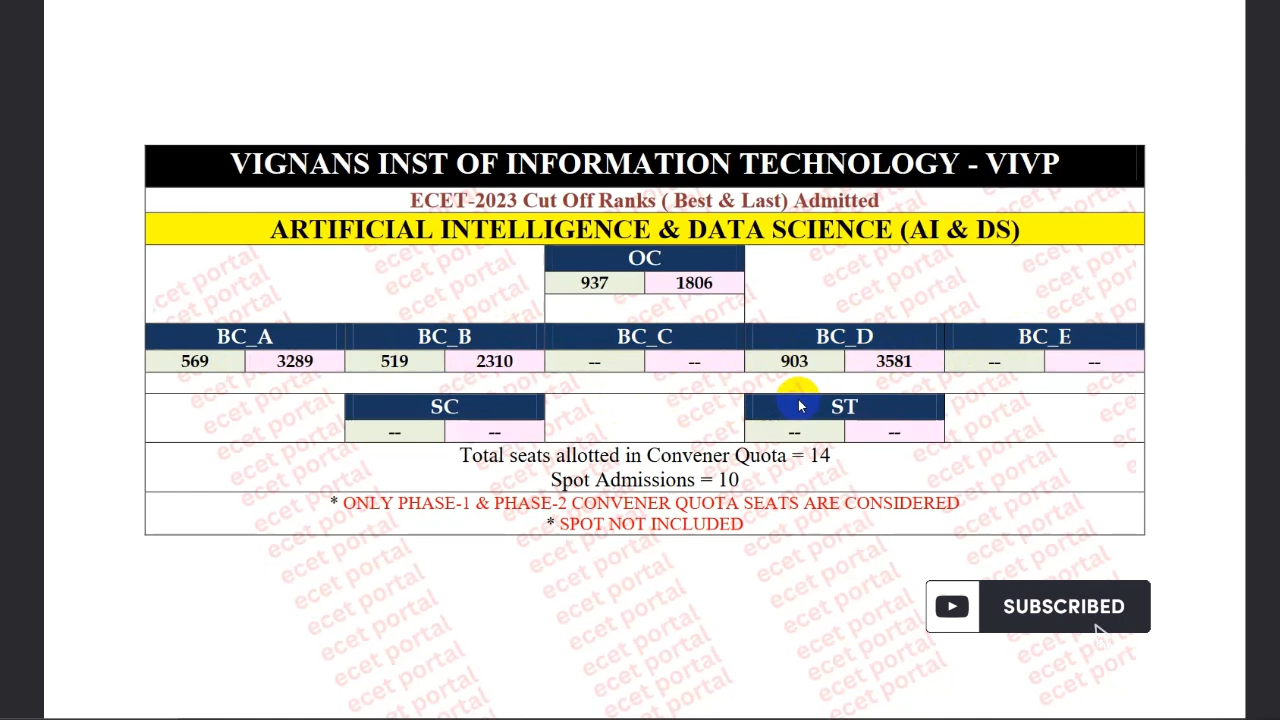 VIGNANS INST OF INFORMATION TECHNOLOGY - VIVP
ECET-2023 Cut Off Ranks ( Best & Last) Admitted
ARTIFICIAL INTELLIGENCE & DATA SCIENCE (AI & DS)
OC
937 1806
BC_A BC_B BC_C BC_D BC_E
569 3289 519 2310 -- -- 903 3581 -- --
SC ST
-- -- -- --
Total seats allotted in Convener Quota = 14
Spot Admissions = 10
* ONLY PHASE-1 & PHASE-2 CONVENER QUOTA SEATS ARE CONSIDERED
* SPOT NOT INCLUDED
SUBSCRIBED
ecet portal